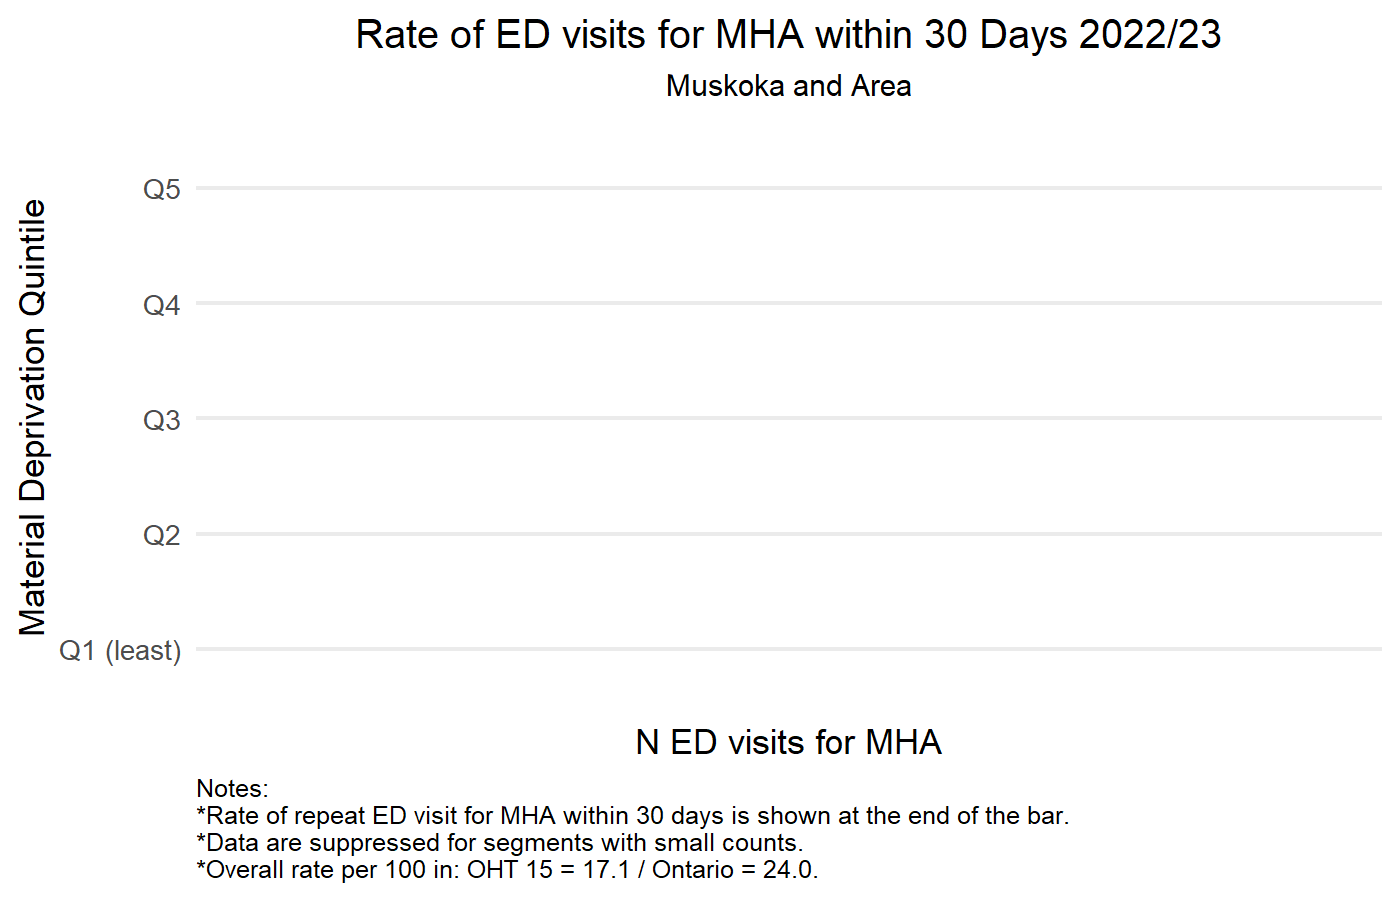 Rate of ED visits for MHA within 30 Days 2022/23
Muskoka and Area
Material Deprivation Quintile
Q5
Q4
Q3
Q2
Q1 (least)
N ED visits for MHA
Notes:
*Rate of repeat ED visit for MHA within 30 days is shown at the end of the bar.
*Data are suppressed for segments with small counts.
*Overall rate per 100 in: OHT 15 = 17.1 / Ontario = 24.0.